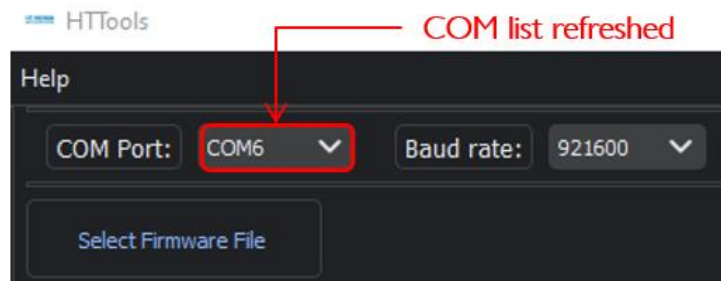 HTTools
COM list refreshed
Help
COM Port: COM6 Baud rate: 921600
Select Firmware File